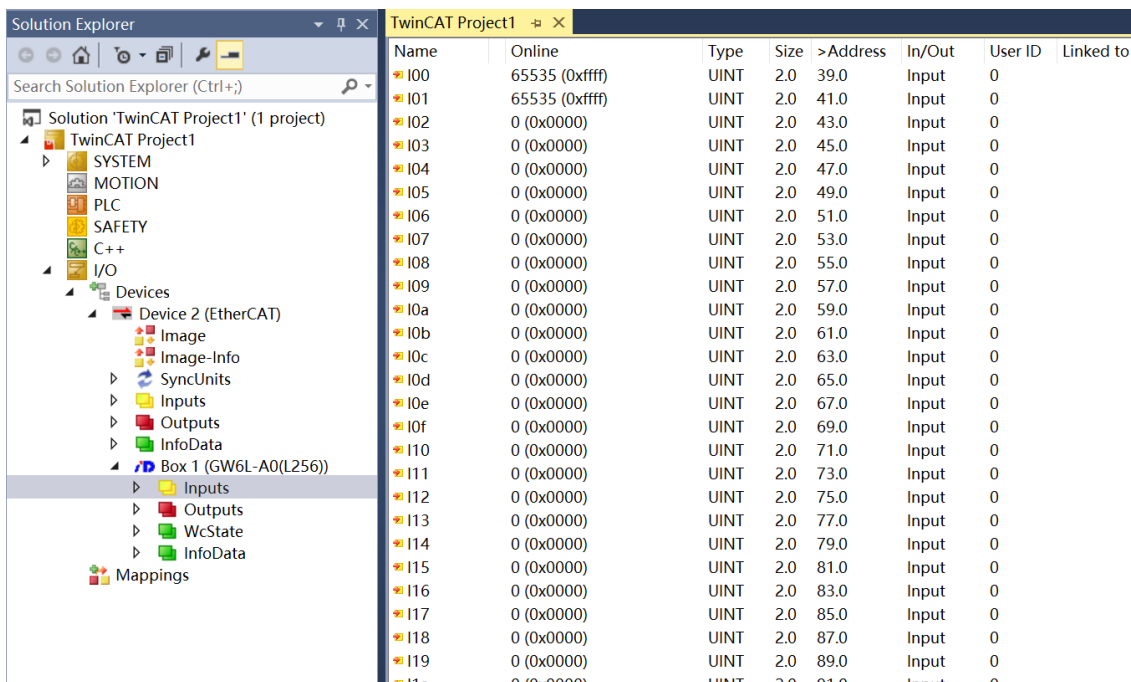 Solution Explorer
Search Solution Explorer (Ctrl+;)
Solution 'TwinCAT Project1' (1 project)
TwinCAT Project1
SYSTEM
MOTION
PLC
SAFETY
C++
I/O
Devices
Device 2 (EtherCAT)
Image
Image-Info
SyncUnits
Inputs
Outputs
InfoData
Box 1 (GW6L-A0(L256))
Inputs
Outputs
WcState
InfoData
Mappings
TwinCAT Project1
Name Online Type Size >Address In/Out User ID Linked to
I00 65535 (0xffff) UINT 2.0 39.0 Input 0
I01 65535 (0xffff) UINT 2.0 41.0 Input 0
I02 0 (0x0000) UINT 2.0 43.0 Input 0
I03 0 (0x0000) UINT 2.0 45.0 Input 0
I04 0 (0x0000) UINT 2.0 47.0 Input 0
I05 0 (0x0000) UINT 2.0 49.0 Input 0
I06 0 (0x0000) UINT 2.0 51.0 Input 0
I07 0 (0x0000) UINT 2.0 53.0 Input 0
I08 0 (0x0000) UINT 2.0 55.0 Input 0
I09 0 (0x0000) UINT 2.0 57.0 Input 0
I0a 0 (0x0000) UINT 2.0 59.0 Input 0
I0b 0 (0x0000) UINT 2.0 61.0 Input 0
I0c 0 (0x0000) UINT 2.0 63.0 Input 0
I0d 0 (0x0000) UINT 2.0 65.0 Input 0
I0e 0 (0x0000) UINT 2.0 67.0 Input 0
I0f 0 (0x0000) UINT 2.0 69.0 Input 0
I10 0 (0x0000) UINT 2.0 71.0 Input 0
I11 0 (0x0000) UINT 2.0 73.0 Input 0
I12 0 (0x0000) UINT 2.0 75.0 Input 0
I13 0 (0x0000) UINT 2.0 77.0 Input 0
I14 0 (0x0000) UINT 2.0 79.0 Input 0
I15 0 (0x0000) UINT 2.0 81.0 Input 0
I16 0 (0x0000) UINT 2.0 83.0 Input 0
I17 0 (0x0000) UINT 2.0 85.0 Input 0
I18 0 (0x0000) UINT 2.0 87.0 Input 0
I19 0 (0x0000) UINT 2.0 89.0 Input 0